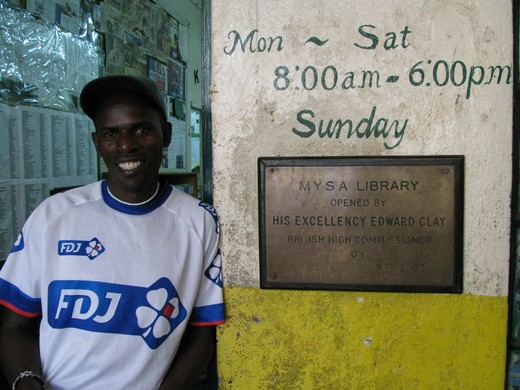 Mon ~ Sat
8:00am - 6:00pm
Sunday
MYSA LIBRARY
OPENED BY
HIS EXCELLENCY EDWARD CLAY
BRITISH HIGH COMMISSIONER
ON
FDJ
FDJ
K